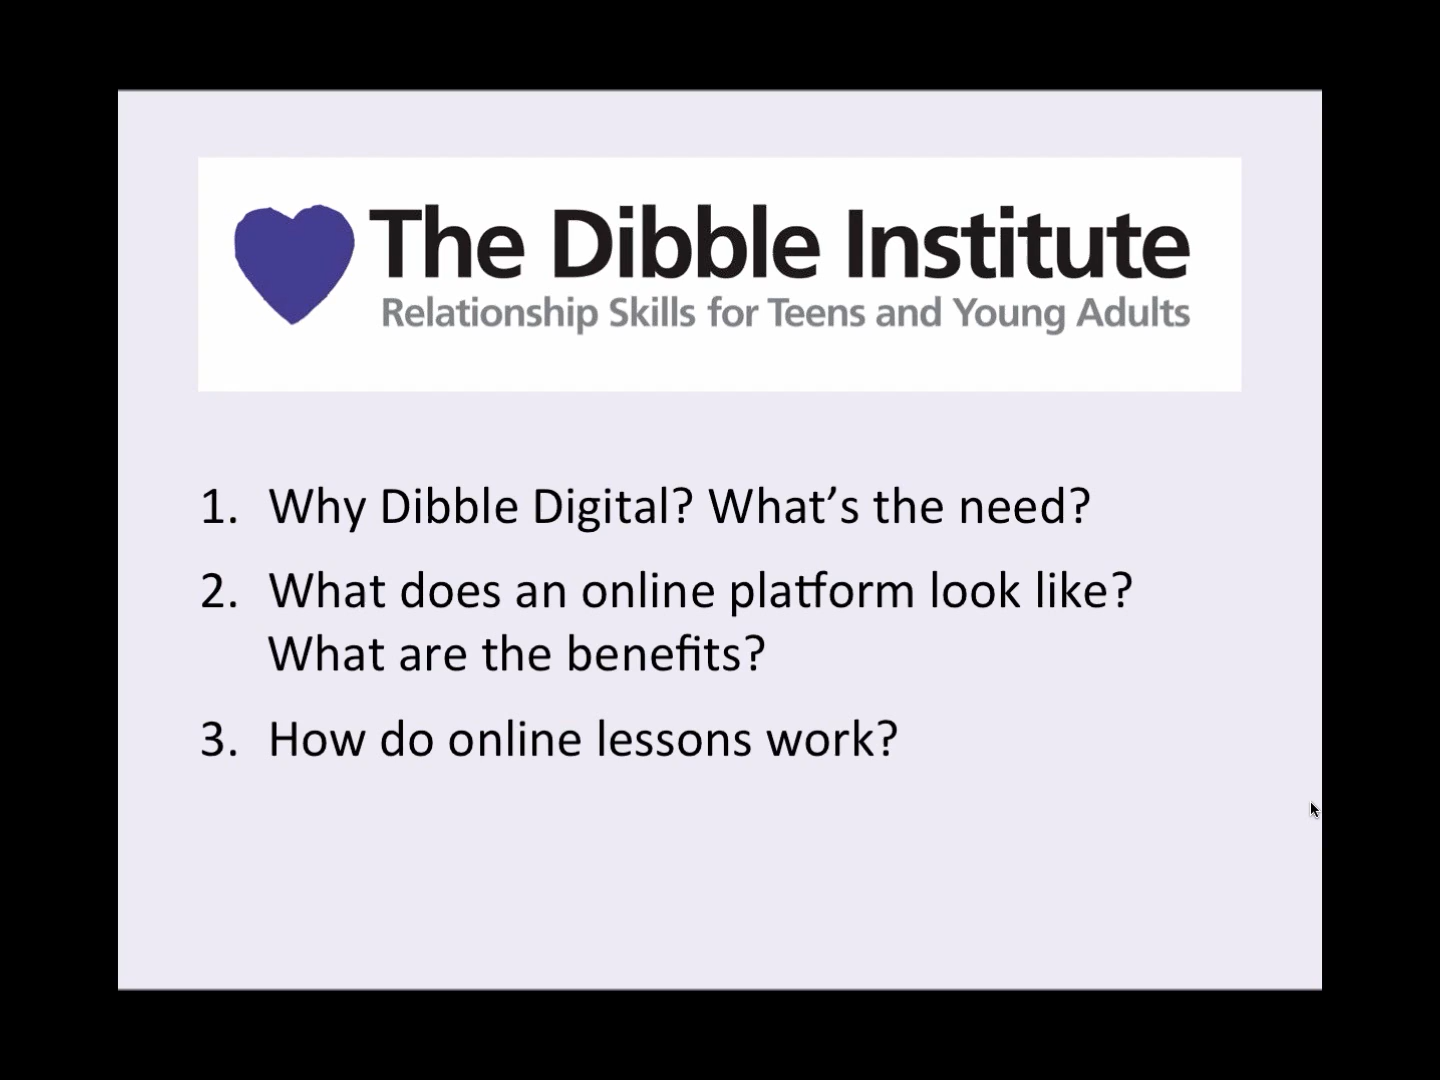 The Dibble Institute
Relationship Skills for Teens and Young Adults
1. Why Dibble Digital? What’s the need?
2. What does an online platform look like?
What are the benefits?
3. How do online lessons work?